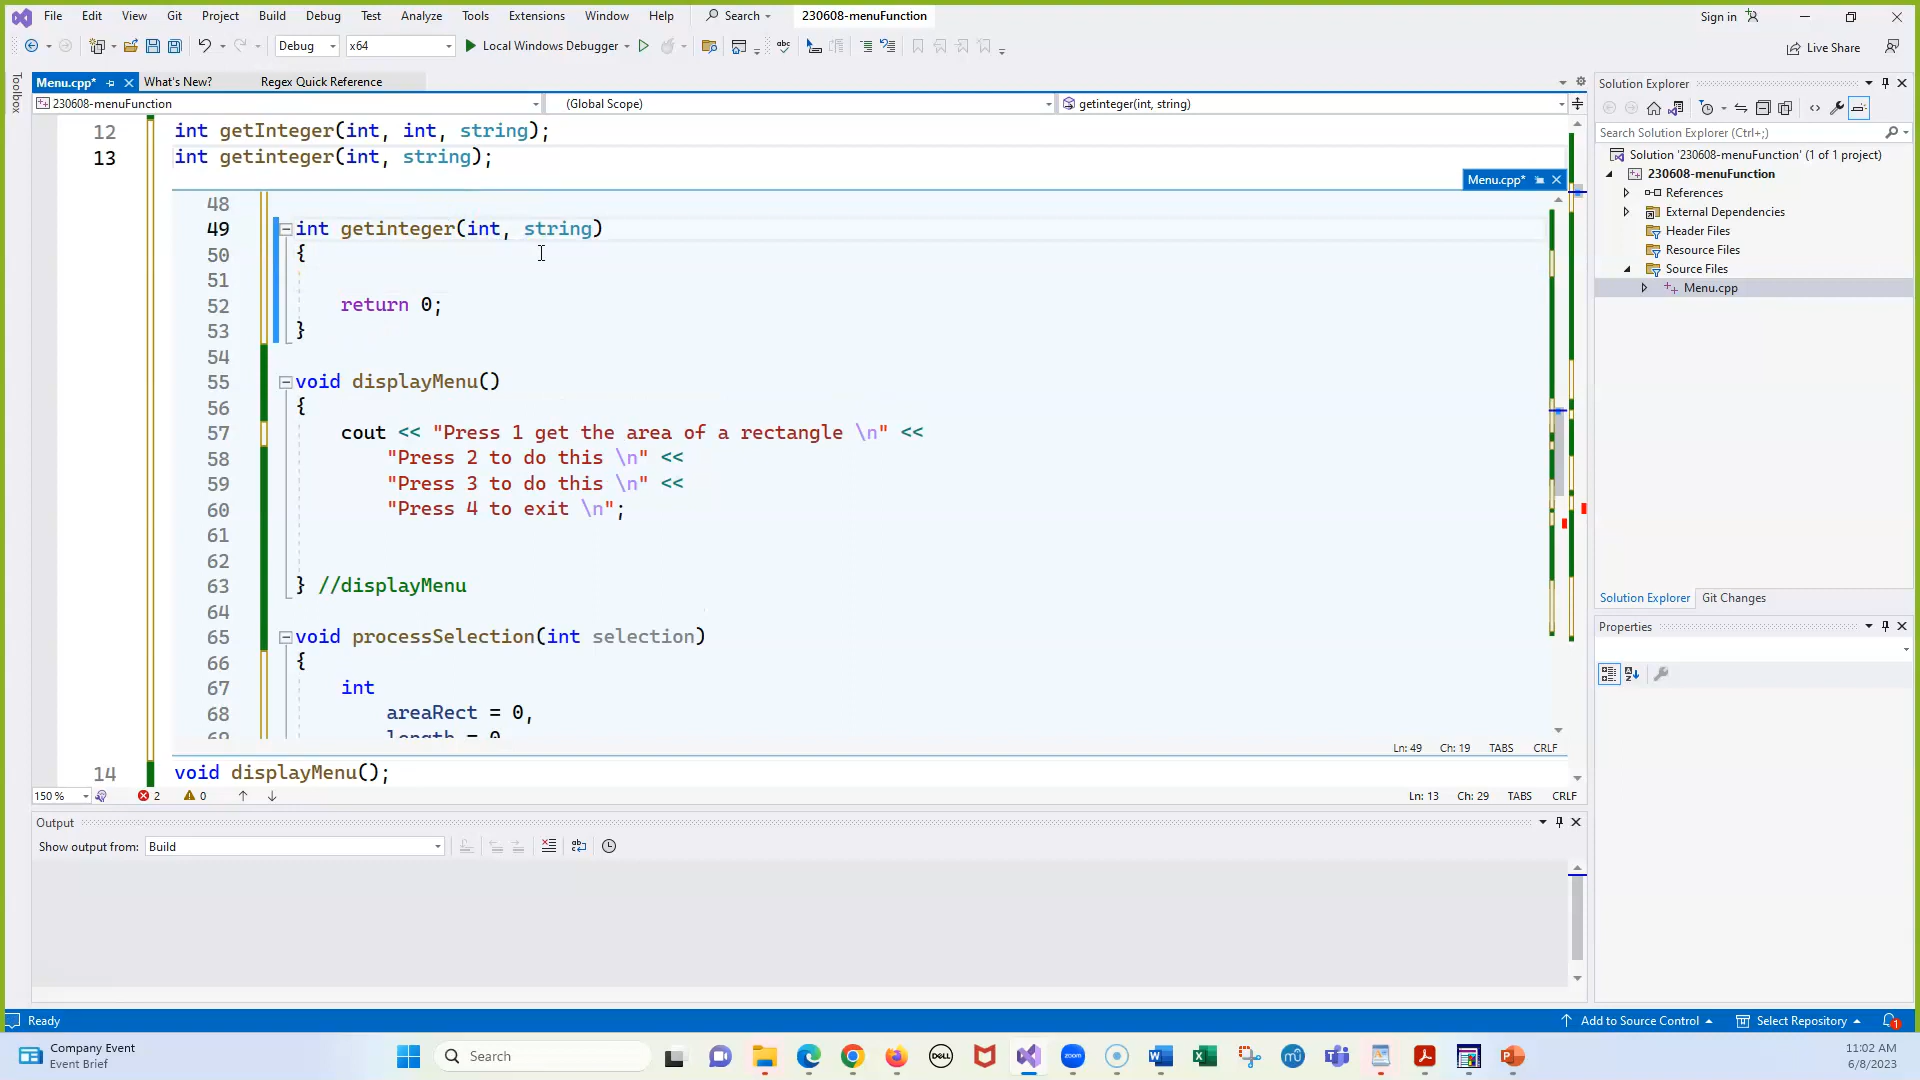 File Edit View Git Project Build Debug Test Analyze Tools Extensions Window Help Search 230608-menuFunction Sign in
Debug x64 Local Windows Debugger Live Share
Toolbox
Menu.cpp* What's New? Regex Quick Reference
230608-menuFunction (Global Scope) getinteger(int, string)
12 int getInteger(int, int, string);
13 int getinteger(int, string);
Menu.cpp*
48
49 int getinteger(int, string)
50 {
51
52 return 0;
53 }
54
55 void displayMenu()
56 {
57 cout << "Press 1 get the area of a rectangle \n" <<
58 "Press 2 to do this \n" <<
59 "Press 3 to do this \n" <<
60 "Press 4 to exit \n";
61
62
63 } //displayMenu
64
65 void processSelection(int selection)
66 {
67 int
68 areaRect = 0,
69 length = 0
Ln: 49 Ch: 19 TABS CRLF
14 void displayMenu();
150 % 2 0 Ln: 13 Ch: 29 TABS CRLF
Output
Show output from: Build
Solution Explorer
Search Solution Explorer (Ctrl+;)
Solution '230608-menuFunction' (1 of 1 project)
230608-menuFunction
References
External Dependencies
Header Files
Resource Files
Source Files
Menu.cpp
Solution Explorer Git Changes
Properties
Ready Add to Source Control Select Repository 1
Company Event
Event Brief
Search
DELL
zoom
11:02 AM
6/8/2023